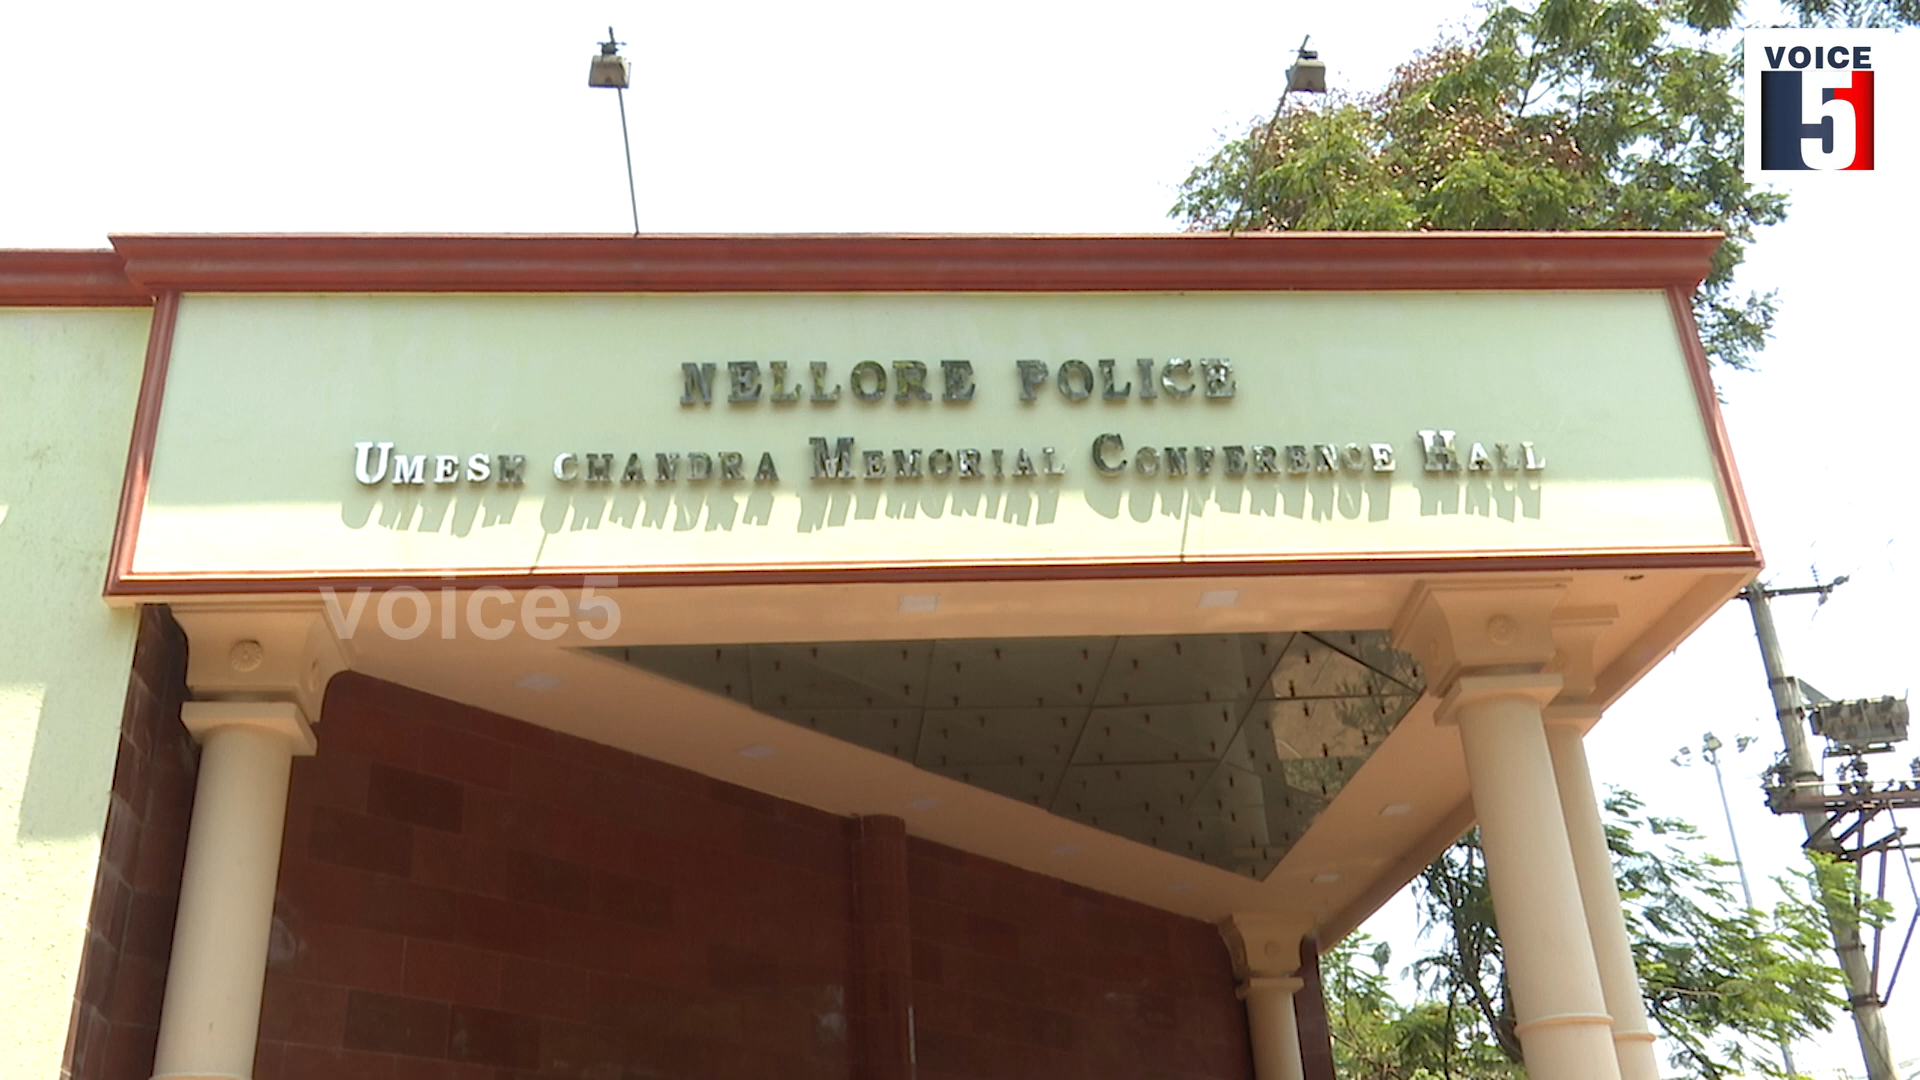 VOICE
5
NELLORE POLICE
UMESH CHANDRA MEMORIAL CONFERENCE HALL
voice5